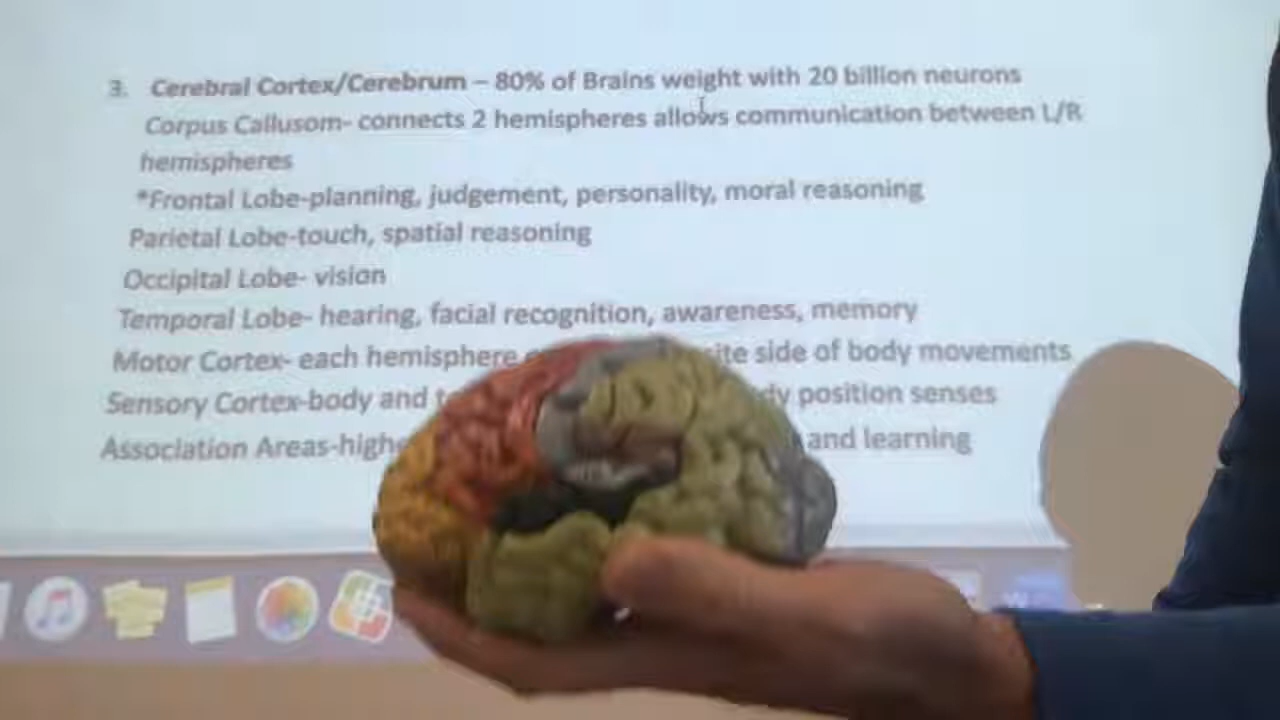 3. Cerebral Cortex/Cerebrum – 80% of Brains weight with 20 billion neurons
Corpus Callusom- connects 2 hemispheres allows communication between L/R
hemispheres
*Frontal Lobe-planning, judgement, personality, moral reasoning
Parietal Lobe-touch, spatial reasoning
Occipital Lobe- vision
Temporal Lobe- hearing, facial recognition, awareness, memory
Motor Cortex- each hemisphere side of body movements
Sensory Cortex-body and position senses
Association Areas- and learning